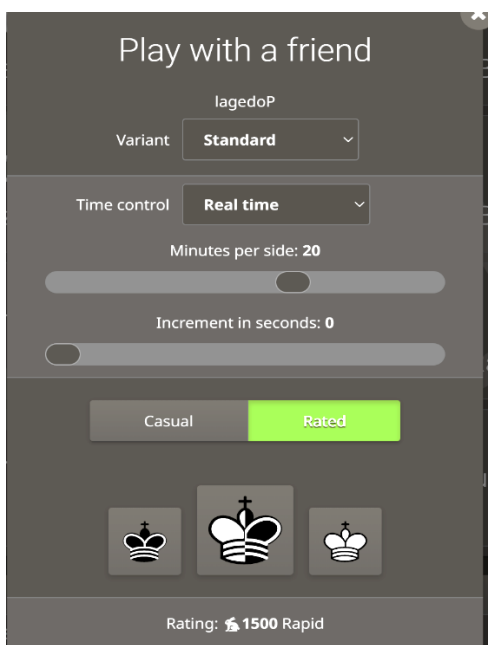 Play with a friend
lagedoP
Variant Standard
Time control Real time
Minutes per side: 20
Increment in seconds: 0
Casual Rated
Rating: 1500 Rapid